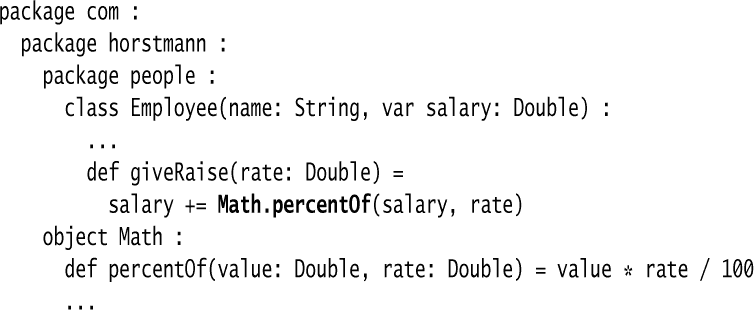 package com :
  package horstmann :
    package people :
      class Employee(name: String, var salary: Double) :
        ...
        def giveRaise(rate: Double) =
          salary += Math.percentOf(salary, rate)
    object Math :
      def percentOf(value: Double, rate: Double) = value * rate / 100
      ...